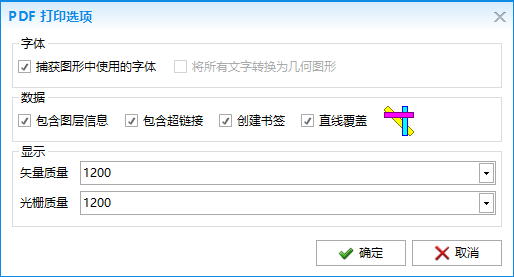 PDF 打印选项
字体
捕获图形中使用的字体 将所有文字转换为几何图形
数据
包含图层信息 包含超链接 创建书签 直线覆盖
显示
矢量质量 1200
光栅质量 1200
确定 取消